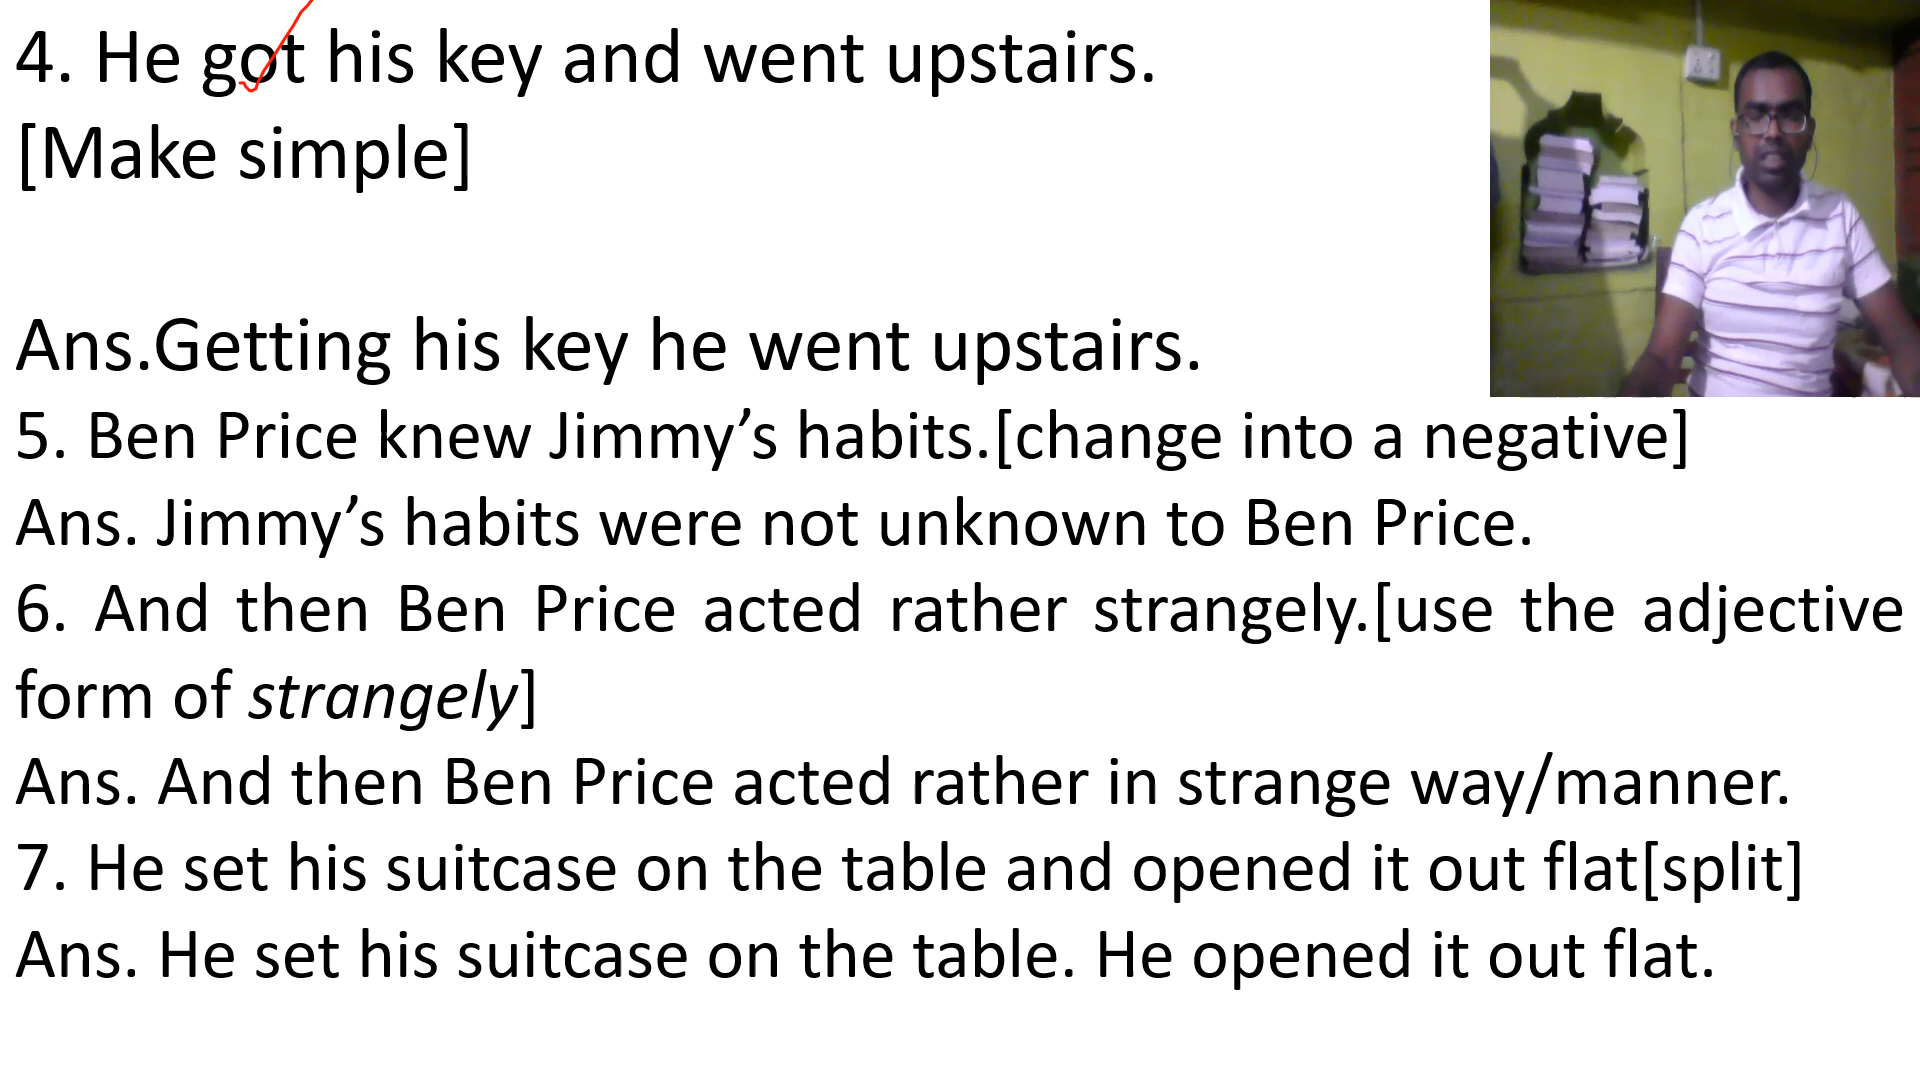 4. He got his key and went upstairs.
[Make simple]
Ans.Getting his key he went upstairs.
5. Ben Price knew Jimmy’s habits.[change into a negative]
Ans. Jimmy’s habits were not unknown to Ben Price.
6. And then Ben Price acted rather strangely.[use the adjective
form of strangely]
Ans. And then Ben Price acted rather in strange way/manner.
7. He set his suitcase on the table and opened it out flat[split]
Ans. He set his suitcase on the table. He opened it out flat.